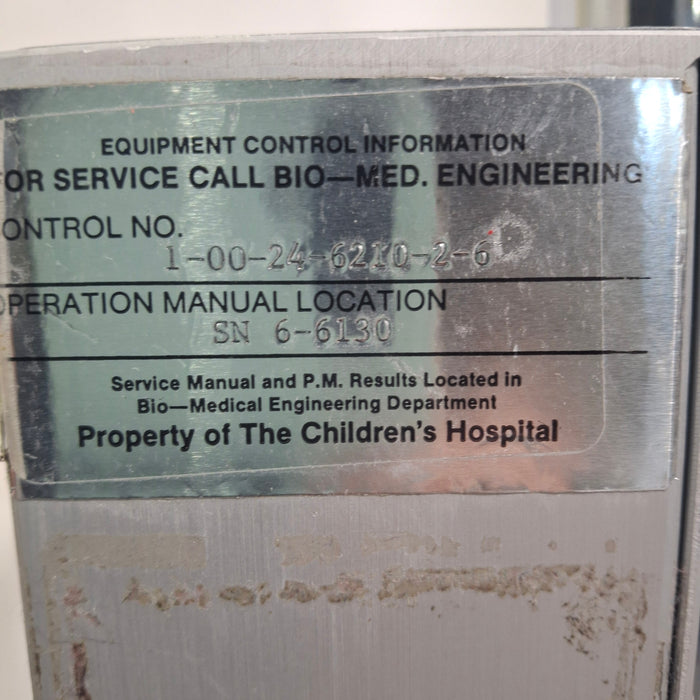 EQUIPMENT CONTROL INFORMATION
OR SERVICE CALL BIO—MED. ENGINEERING
ONTROL NO.
1-00-24-6210-2-6
OPERATION MANUAL LOCATION
SN 6-6130
Service Manual and P.M. Results Located in
Bio—Medical Engineering Department
Property of The Children's Hospital